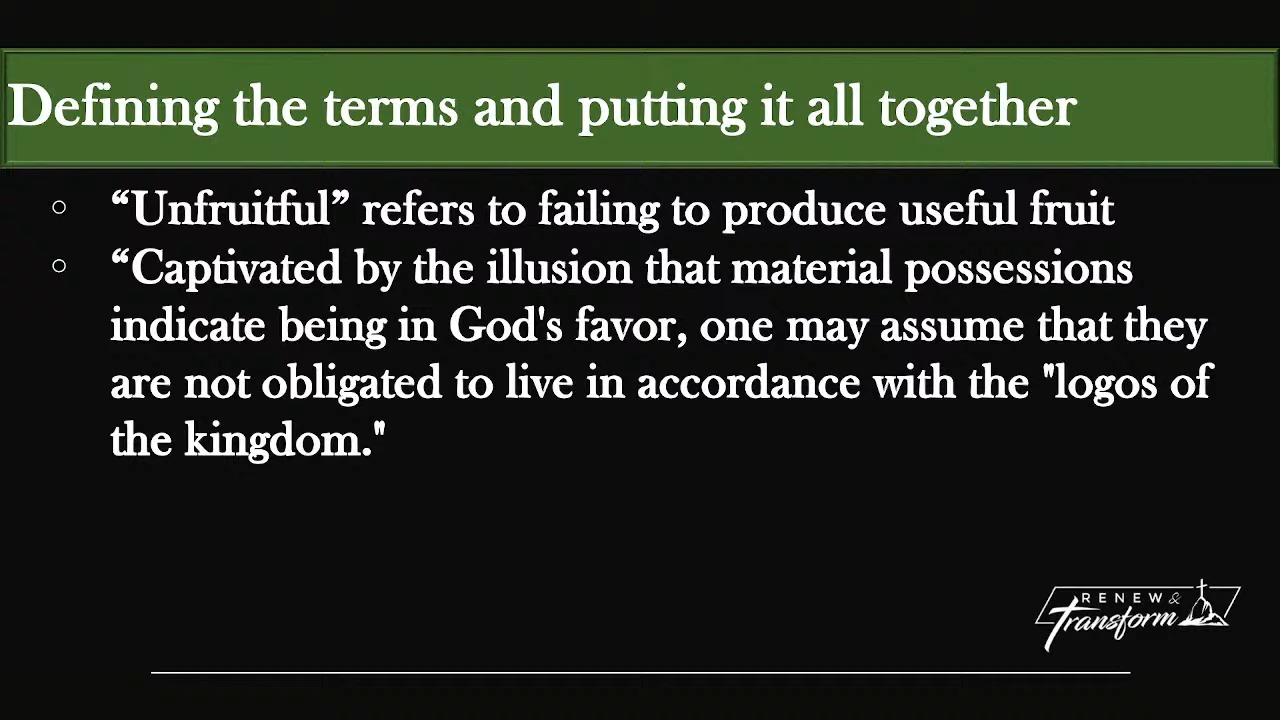 Defining the terms and putting it all together
“Unfruitful” refers to failing to produce useful fruit
“Captivated by the illusion that material possessions
indicate being in God's favor, one may assume that they
are not obligated to live in accordance with the "logos of
the kingdom."
RENEW &
Transform